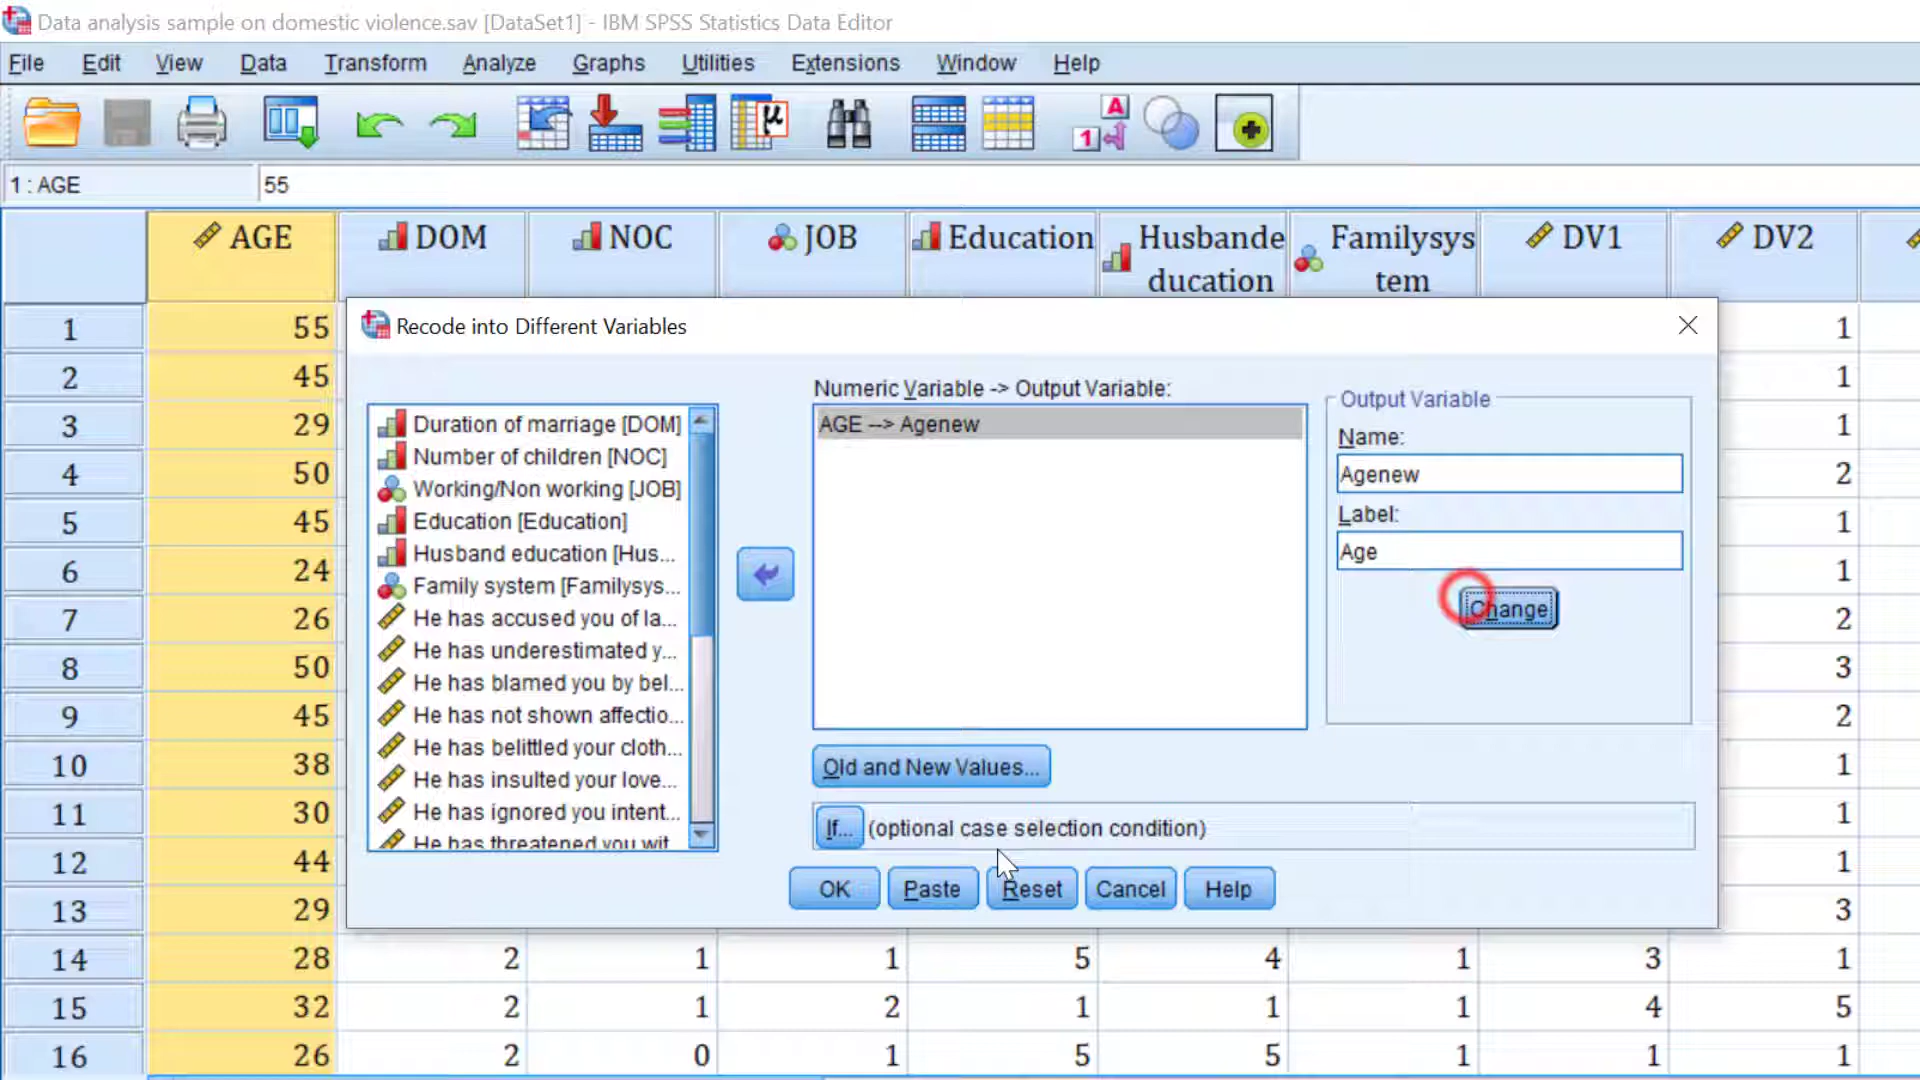 Data analysis sample on domestic violence.sav [DataSet1] - IBM SPSS Statistics Data Editor
File Edit View Data Transform Analyze Graphs Utilities Extensions Window Help
µ A 1
1 : AGE 55
AGE DOM NOC JOB Education Husbande Familysys DV1 DV2
ducation tem
1 55 1
2 45 1
3 29 1
4 50 2
5 45 1
6 24 1
7 26 2
8 50 3
9 45 2
10 38 1
11 30 1
12 44 1
13 29 3
14 28 2 1 1 5 4 1 3 1
15 32 2 1 2 1 1 1 4 5
16 26 2 0 1 5 5 1 1 1
Recode into Different Variables
Duration of marriage [DOM]
Number of children [NOC]
Working/Non working [JOB]
Education [Education]
Husband education [Hus...
Family system [Familysys...
He has accused you of la...
He has underestimated y...
He has blamed you by bel...
He has not shown affectio...
He has belittled your cloth...
He has insulted your love...
He has ignored you intent...
He has threatened you wit
Numeric Variable -> Output Variable:
AGE --> Agenew
Output Variable
Name:
Agenew
Label:
Age
Change
Old and New Values...
If... (optional case selection condition)
OK Paste Reset Cancel Help